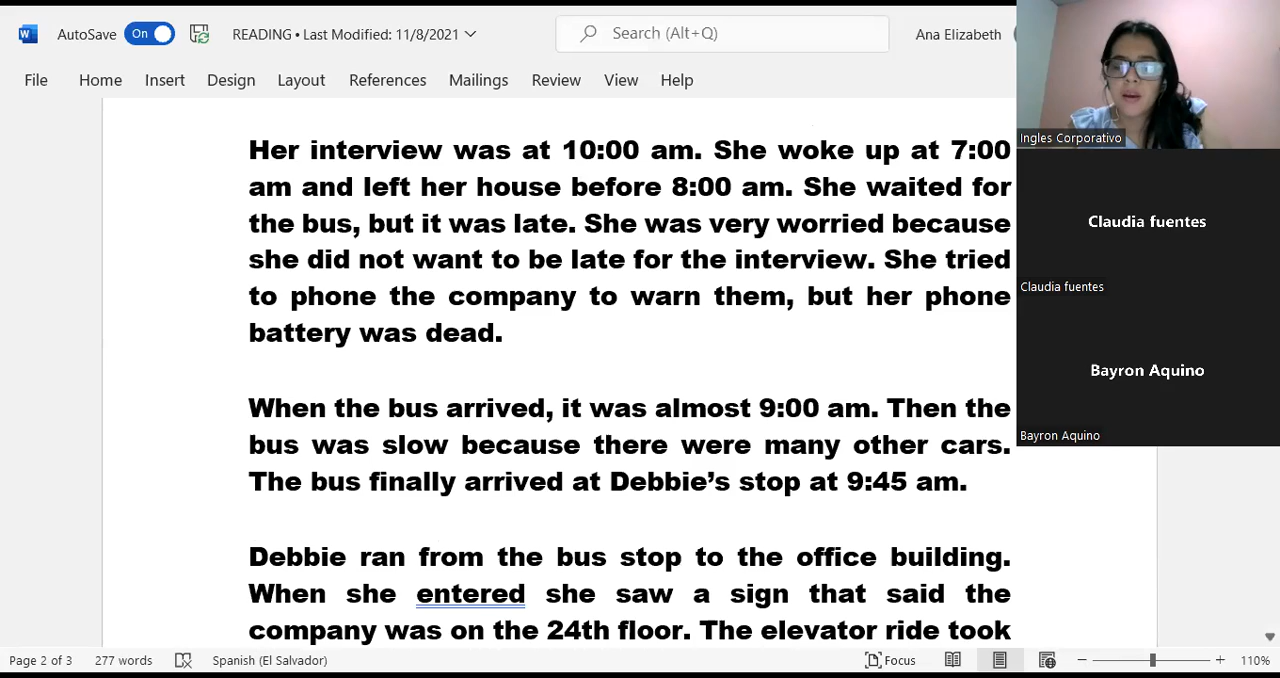 AutoSave On READING • Last Modified: 11/8/2021 Search (Alt+Q) Ana Elizabeth
File Home Insert Design Layout References Mailings Review View Help
Ingles Corporativo
Her interview was at 10:00 am. She woke up at 7:00
am and left her house before 8:00 am. She waited for
the bus, but it was late. She was very worried because
she did not want to be late for the interview. She tried
to phone the company to warn them, but her phone
battery was dead.
When the bus arrived, it was almost 9:00 am. Then the
bus was slow because there were many other cars.
The bus finally arrived at Debbie’s stop at 9:45 am.
Debbie ran from the bus stop to the office building.
When she entered she saw a sign that said the
company was on the 24th floor. The elevator ride took
Claudia fuentes
Claudia fuentes
Bayron Aquino
Bayron Aquino
Page 2 of 3 277 words Spanish (El Salvador) Focus 110%